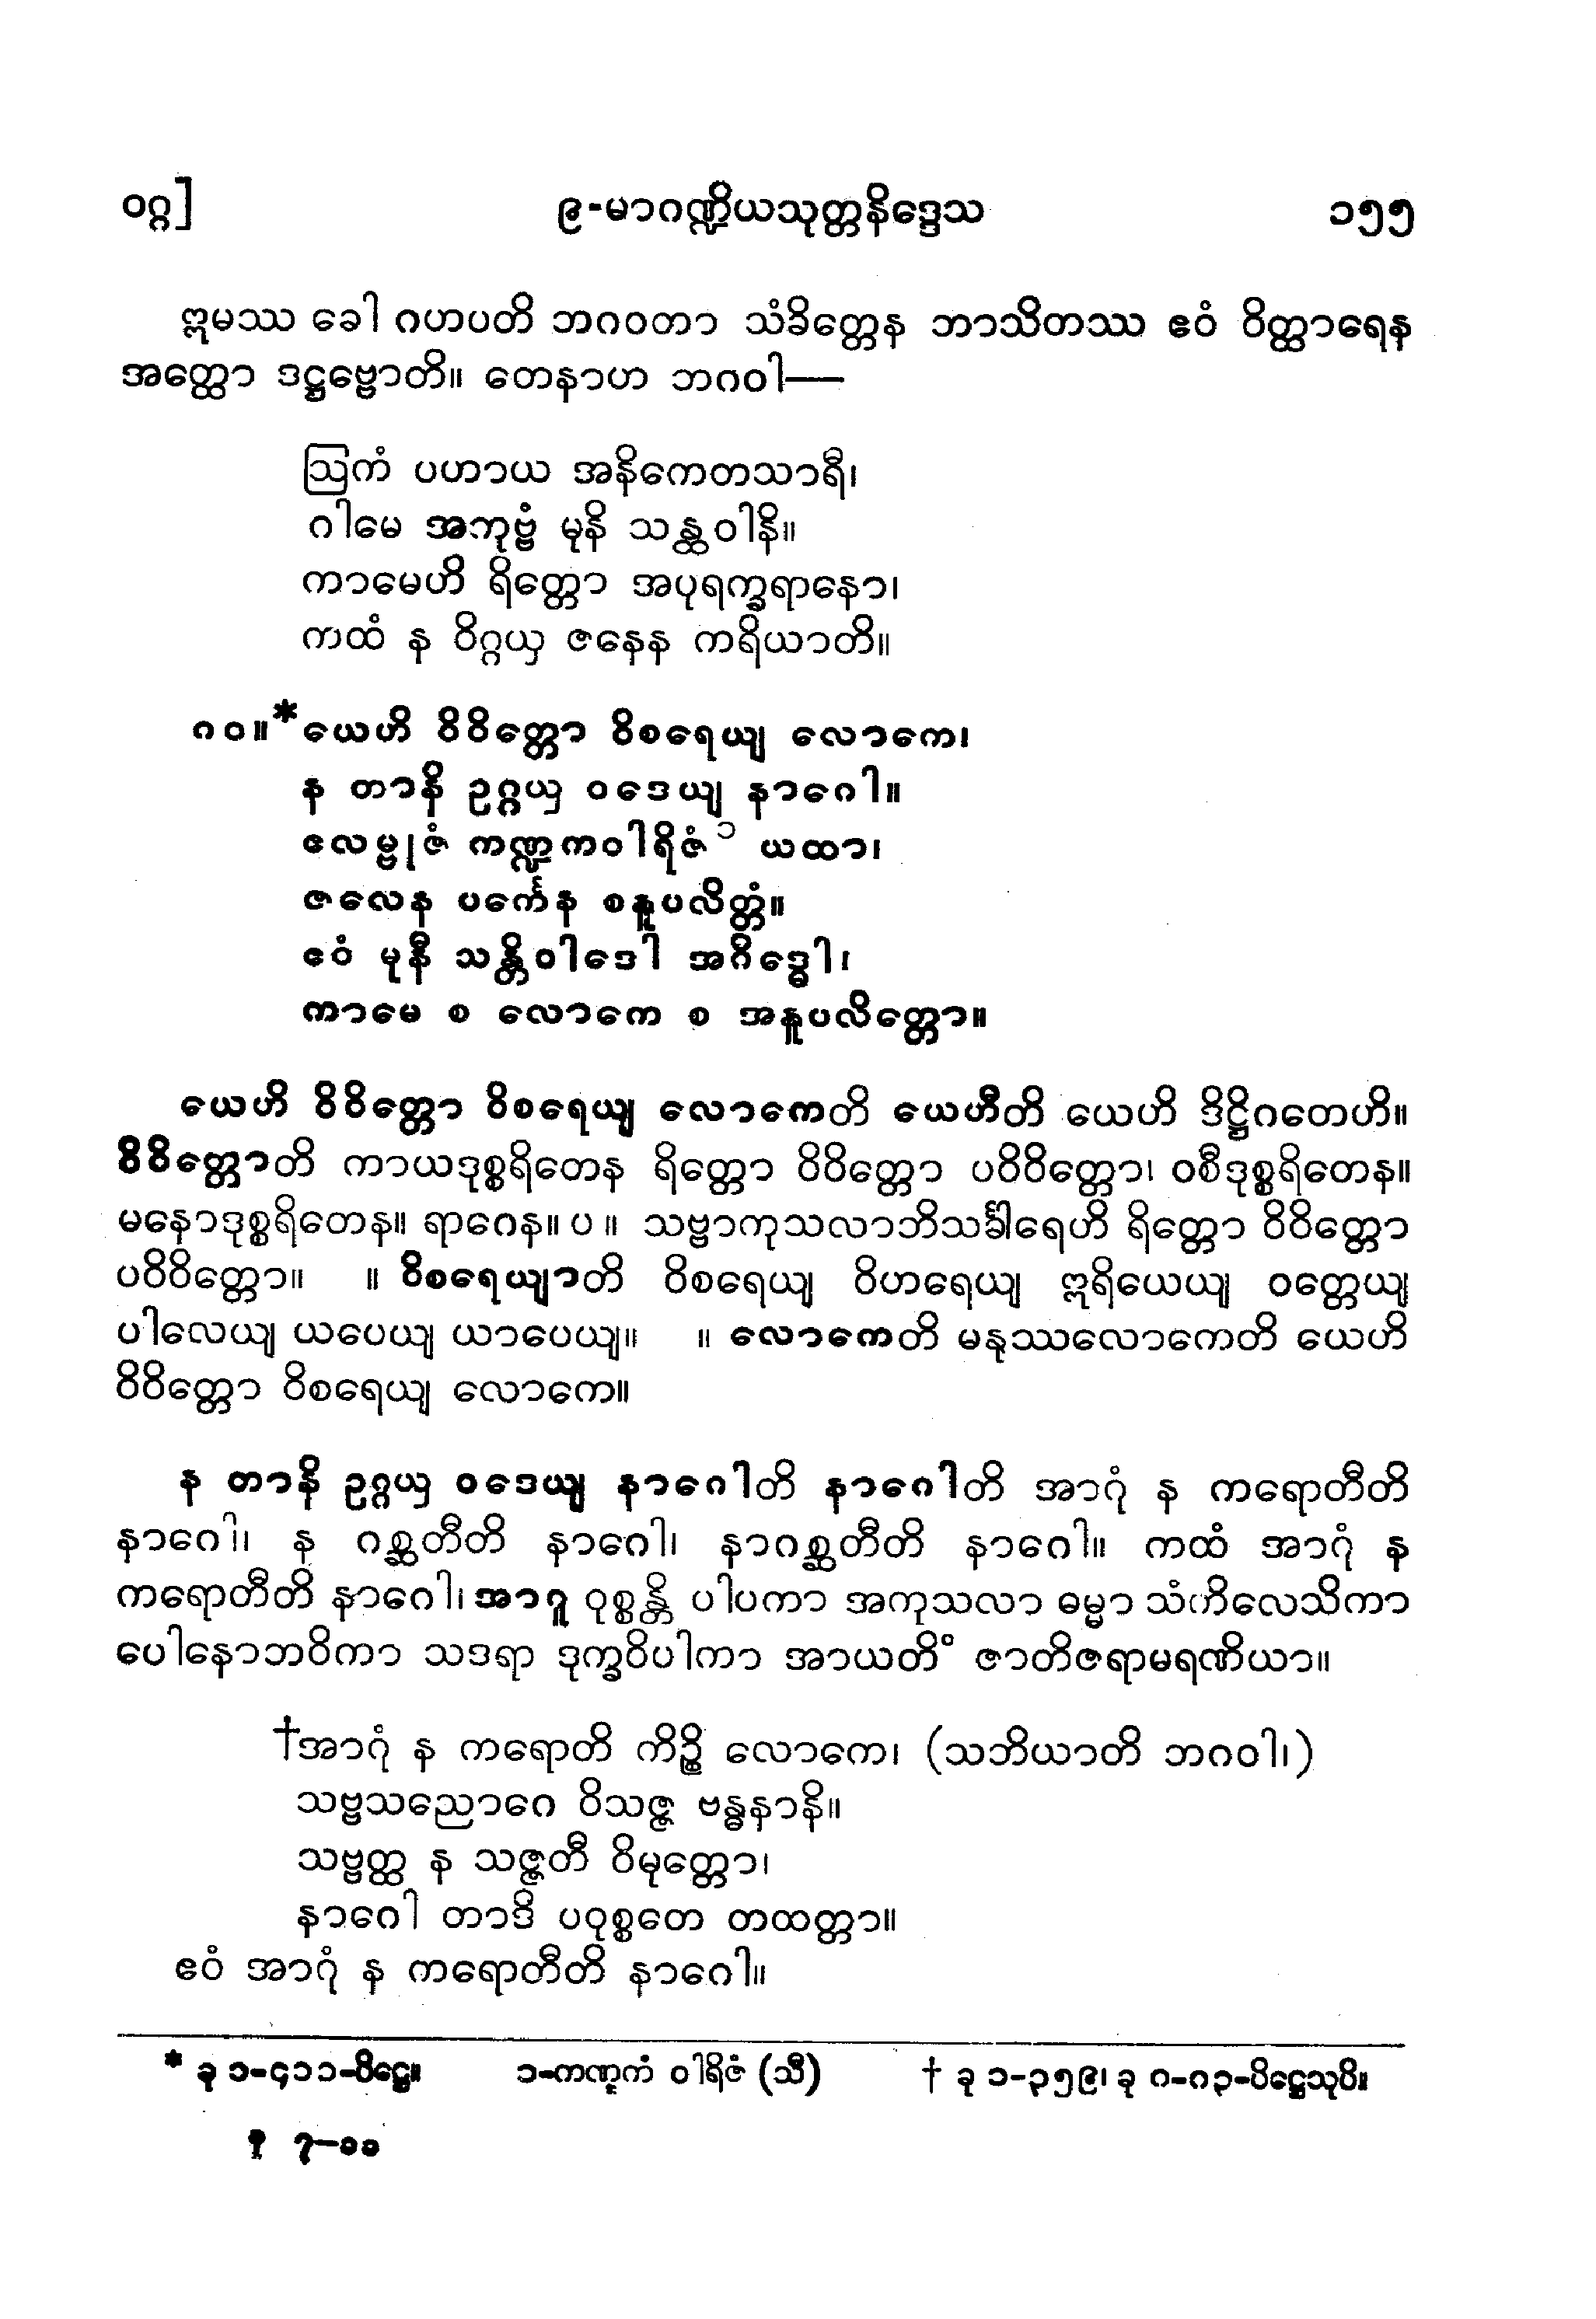 ဝဂ္ဂ] ၉-မာဂဏ္ဍိယသုတ္တနိဒ္ဒေသ ၁၅၅
ဣမဿ ခေါ ဂဟပတိ ဘဂဝတာ သံခိတ္တေန ဘာသိတဿ ဧဝံ ဝိတ္ထာရေန
အတ္ထော ဒဋ္ဌဗ္ဗောတိ။ တေနာဟ ဘဂဝါ—
ဩကံ ပဟာယ အနိကေတသာရီ၊
ဂါမေ အကုဗ္ဗံ မုနိ သန္ထဝါနိ။
ကာမေဟိ ရိတ္တော အပုရက္ခရာနော၊
ကထံ န ဝိဂ္ဂယှ ဇနေန ကရိယာတိ။
၈၀။*ယေဟိ ဝိဝိတ္တော ဝိစရေယျ လောကေ၊
န တာနိ ဥဂ္ဂယှ ဝဒေယျ နာဂေါ။
ဧလမ္ဗုဇံ ကဏ္ဍကဝါရိဇံ ၁ ယထာ၊
ဇလေန ပင်္ကေန စနူပလိတ္တံ။
ဧဝံ မုနီ သန္တိဝါဒေါ အဂိဒ္ဓေါ၊
ကာမေ စ လောကေ စ အနူပလိတ္တော။
ယေဟိ ဝိဝိတ္တော ဝိစရေယျ လောကေတိ ယေဟီတိ ယေဟိ ဒိဋ္ဌိဂတေဟိ။
ဝိဝိတ္တောတိ ကာယဒုစ္စရိတေန ရိတ္တော ဝိဝိတ္တော ပဝိဝိတ္တော၊ ဝစီဒုစ္စရိတေန။
မနောဒုစ္စရိတေန။ ရာဂေန။ ပ ။ သဗ္ဗာကုသလာဘိသင်္ခါရေဟိ ရိတ္တော ဝိဝိတ္တော
ပဝိဝိတ္တော။ ။ ဝိစရေယျာတိ ဝိစရေယျ ဝိဟရေယျ ဣရိယေယျ ဝတ္တေယျ
ပါလေယျ ယပေယျ ယာပေယျ။ ။ လောကေတိ မနုဿလောကေတိ ယေဟိ
ဝိဝိတ္တော ဝိစရေယျ လောကေ။
န တာနိ ဥဂ္ဂယှ ဝဒေယျ နာဂေါတိ နာဂေါတိ အာဂုံ န ကရောတီတိ
နာဂေါ၊ န ဂစ္ဆတီတိ နာဂေါ၊ နာဂစ္ဆတီတိ နာဂေါ။ ကထံ အာဂုံ န
ကရောတီတိ နာဂေါ၊ အာဂူ ဝုစ္စန္တိ ပါပကာ အကုသလာ ဓမ္မာ သံကိလေသိကာ
ပေါနောဘဝိကာ သဒရာ ဒုက္ခဝိပါကာ အာယတိံ ဇာတိဇရာမရဏိယာ။
†အာဂုံ န ကရောတိ ကိဉ္စိ လောကေ၊ (သဘိယာတိ ဘဂဝါ၊)
သဗ္ဗသညောဂေ ဝိသဇ္ဇ ဗန္ဓနာနိ။
သဗ္ဗတ္ထ န သဇ္ဇတီ ဝိမုတ္တော၊
နာဂေါ တာဒိ ပဝုစ္စတေ တထတ္တာ။
ဧဝံ အာဂုံ န ကရောတီတိ နာဂေါ။
* ခု ၁-၄၁၁-ပိဋ္ဌေ။ ၁-ကဏ္ဋကံ ဝါရိဇံ (သီ) † ခု ၁-၃၅၉၊ ခု ၈-၈၃-ပိဋ္ဌေသုပိ။